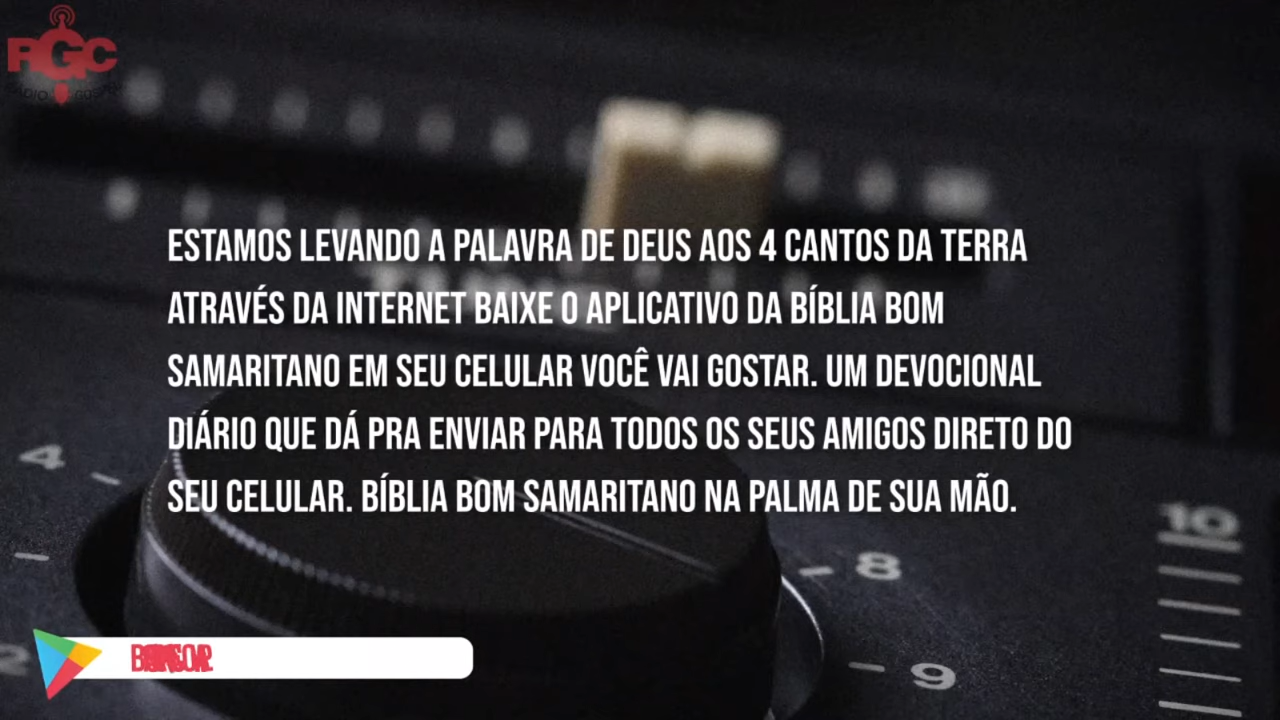 RGC
ESTAMOS LEVANDO A PALAVRA DE DEUS AOS 4 CANTOS DA TERRA
ATRAVÉS DA INTERNET BAIXE O APLICATIVO DA BÍBLIA BOM
SAMARITANO EM SEU CELULAR VOCÊ VAI GOSTAR. UM DEVOCIONAL
DIÁRIO QUE DÁ PRA ENVIAR PARA TODOS OS SEUS AMIGOS DIRETO DO
SEU CELULAR. BÍBLIA BOM SAMARITANO NA PALMA DE SUA MÃO.
4
10
8
2
9